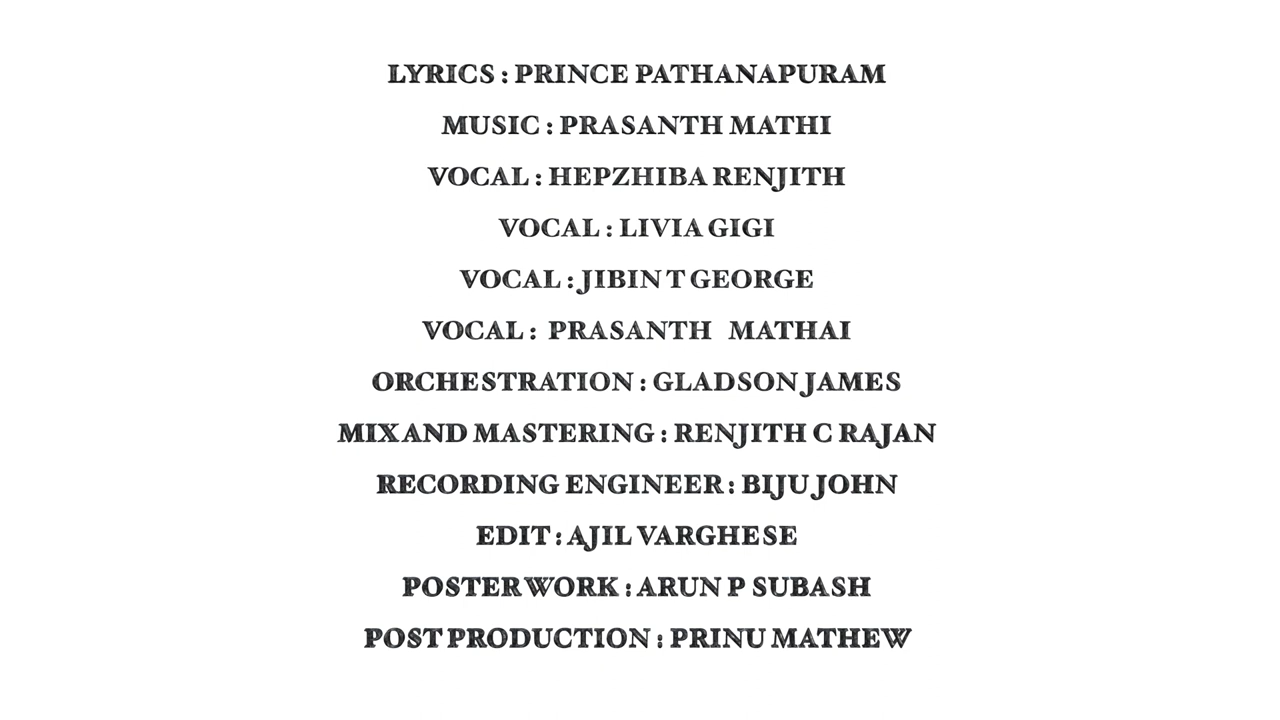 LYRICS : PRINCE PATHANAPURAM
MUSIC : PRASANTH MATHI
VOCAL : HEPZHIBA RENJITH
VOCAL : LIVIA GIGI
VOCAL : JIBIN T GEORGE
VOCAL : PRASANTH MATHAI
ORCHESTRATION : GLADSON JAMES
MIX AND MASTERING : RENJITH C RAJAN
RECORDING ENGINEER : BIJU JOHN
EDIT : AJIL VARGHESE
POSTER WORK : ARUN P SUBASH
POST PRODUCTION : PRINU MATHEW